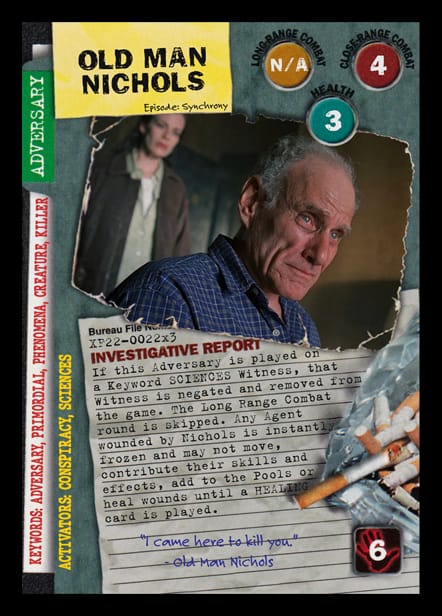 OLD MAN
NICHOLS
Episode: Synchrony
LONG-RANGE COMBAT
N/A
CLOSE-RANGE COMBAT
4
HEALTH
3
ADVERSARY
KEYWORDS: ADVERSARY, PRIMORDIAL, PHENOMENA, CREATURE, KILLER
ACTIVATORS: CONSPIRACY, SCIENCES
Bureau File
XF22-0022x3
INVESTIGATIVE REPORT
If this Adversary is played on
a Keyword SCIENCES Witness, that
Witness is negated and removed from
the game. The Long Range Combat
round is skipped. Any Agent
wounded by Nichols is instantly
frozen and may not move,
contribute their skills and
effects, add to the Pools or
heal wounds until a HEALING
card is played.
"I came here to kill you."
- Old Man Nichols
6